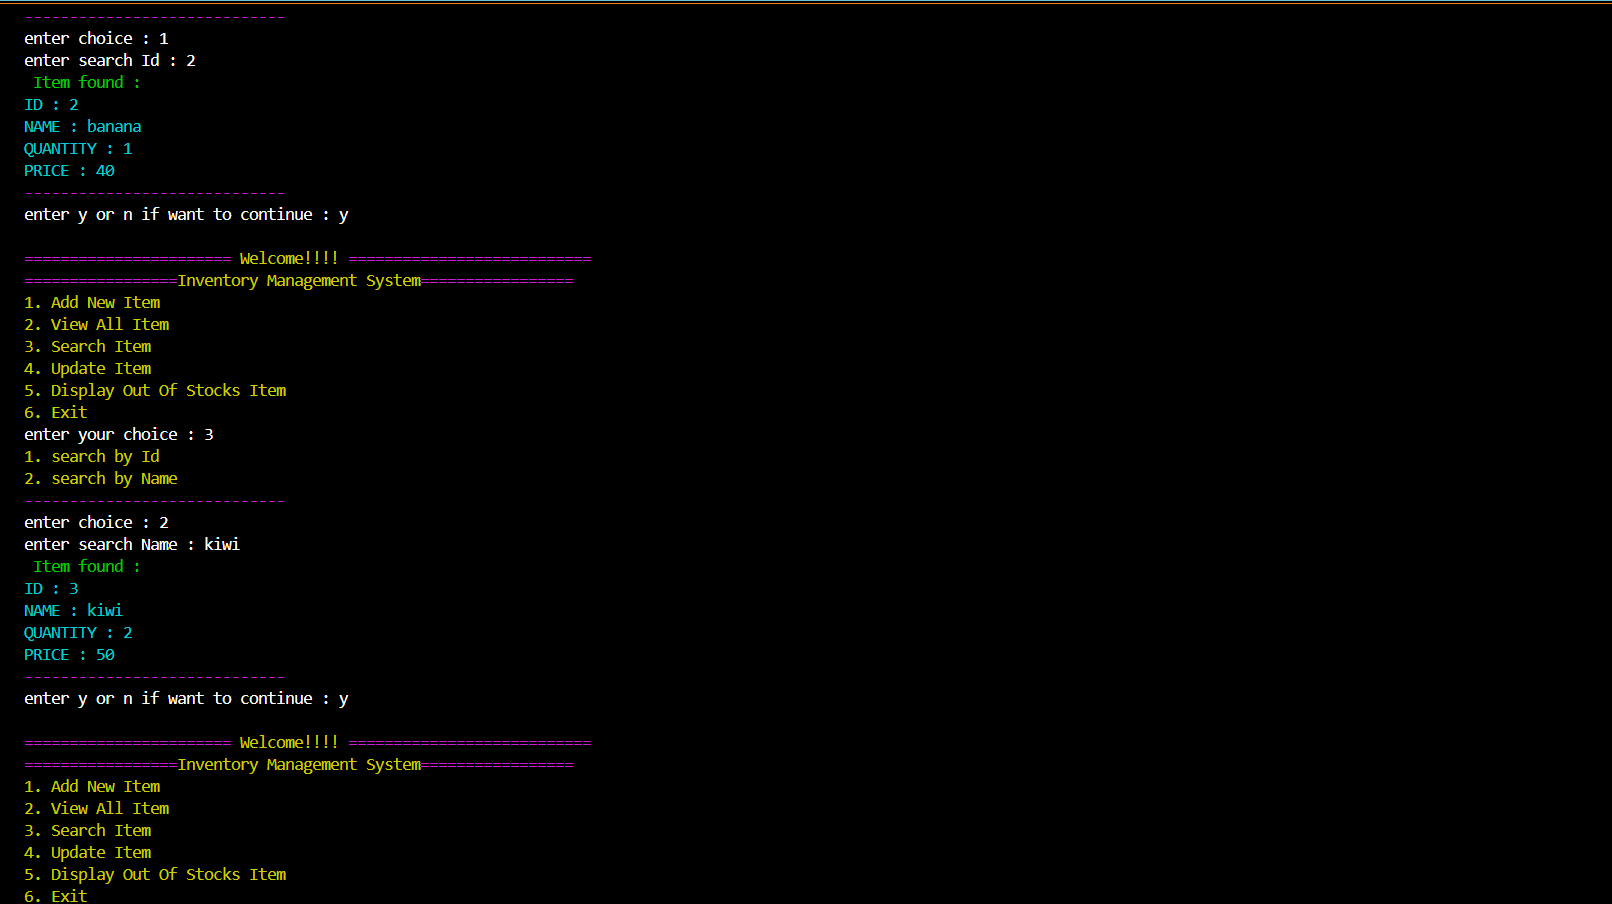 -----------------------------
enter choice : 1
enter search Id : 2
 Item found :
ID : 2
NAME : banana
QUANTITY : 1
PRICE : 40
-----------------------------
enter y or n if want to continue : y

======================= Welcome!!!! ===========================
=================Inventory Management System=================
1. Add New Item
2. View All Item
3. Search Item
4. Update Item
5. Display Out Of Stocks Item
6. Exit
enter your choice : 3
1. search by Id
2. search by Name
-----------------------------
enter choice : 2
enter search Name : kiwi
 Item found :
ID : 3
NAME : kiwi
QUANTITY : 2
PRICE : 50
-----------------------------
enter y or n if want to continue : y

======================= Welcome!!!! ===========================
=================Inventory Management System=================
1. Add New Item
2. View All Item
3. Search Item
4. Update Item
5. Display Out Of Stocks Item
6. Exit